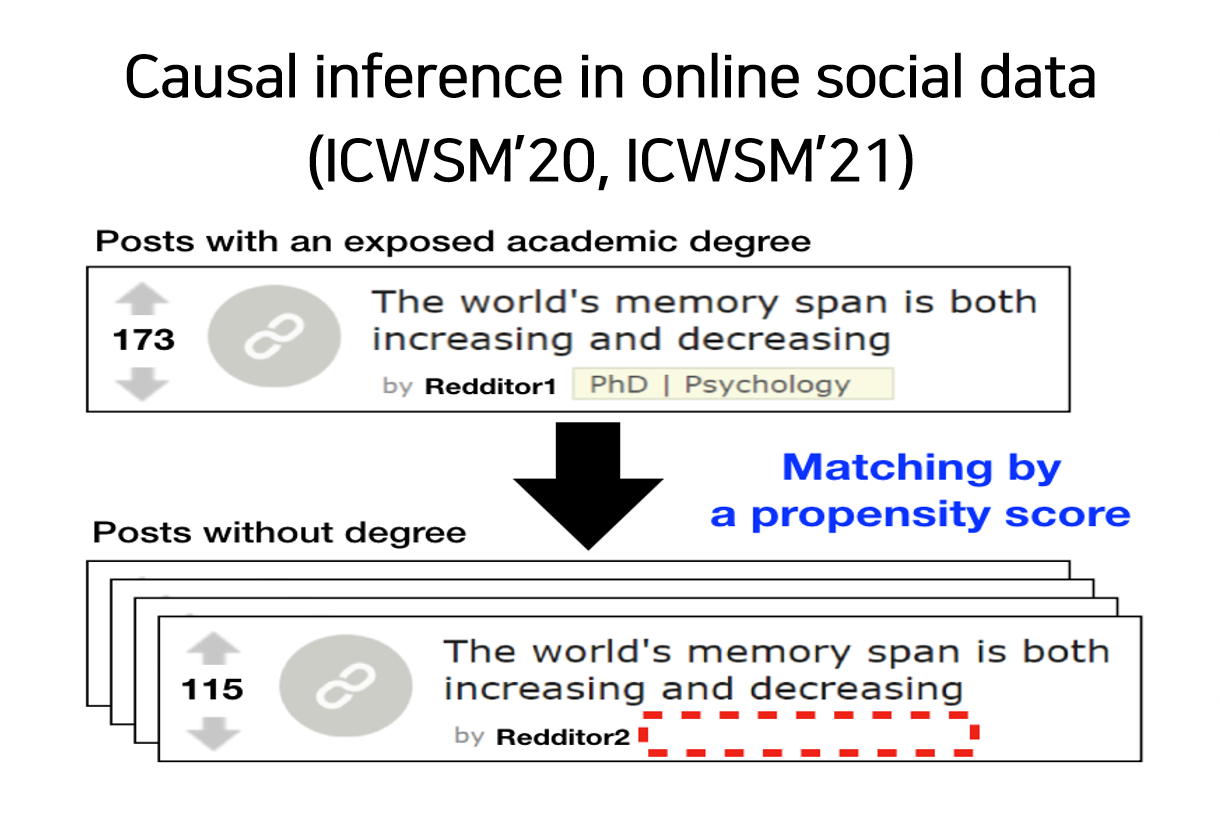 Causal inference in online social data
(ICWSM’20, ICWSM’21)
Posts with an exposed academic degree
The world's memory span is both
173
increasing and decreasing
by Redditor1 PhD | Psychology
Matching by
a propensity score
Posts without degree
The world's memory span is both
115
increasing and decreasing
by Redditor2